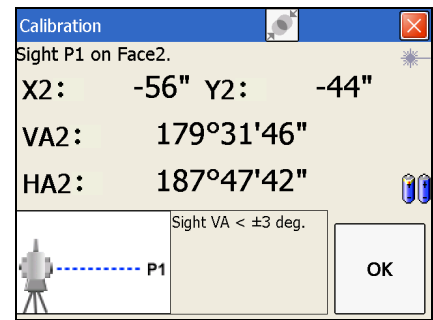 Calibration
Sight P1 on Face2.
X2: -56" Y2: -44"
VA2: 179°31'46"
HA2: 187°47'42"
Sight VA < ±3 deg.
P1
OK